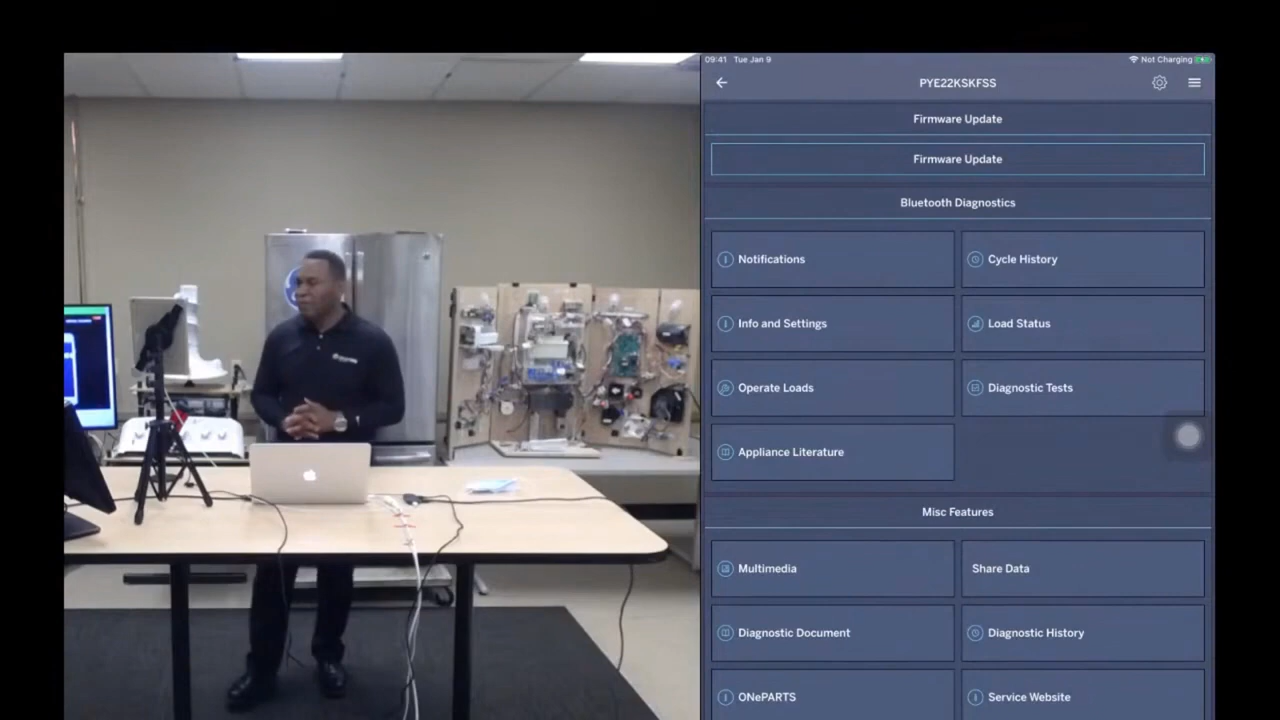 09:41 Tue Jan 9
Not Charging
PYE22KSKFSS
Firmware Update
Firmware Update
Bluetooth Diagnostics
Notifications
Cycle History
Info and Settings
Load Status
Operate Loads
Diagnostic Tests
Appliance Literature
Misc Features
Multimedia
Share Data
Diagnostic Document
Diagnostic History
ONePARTS
Service Website